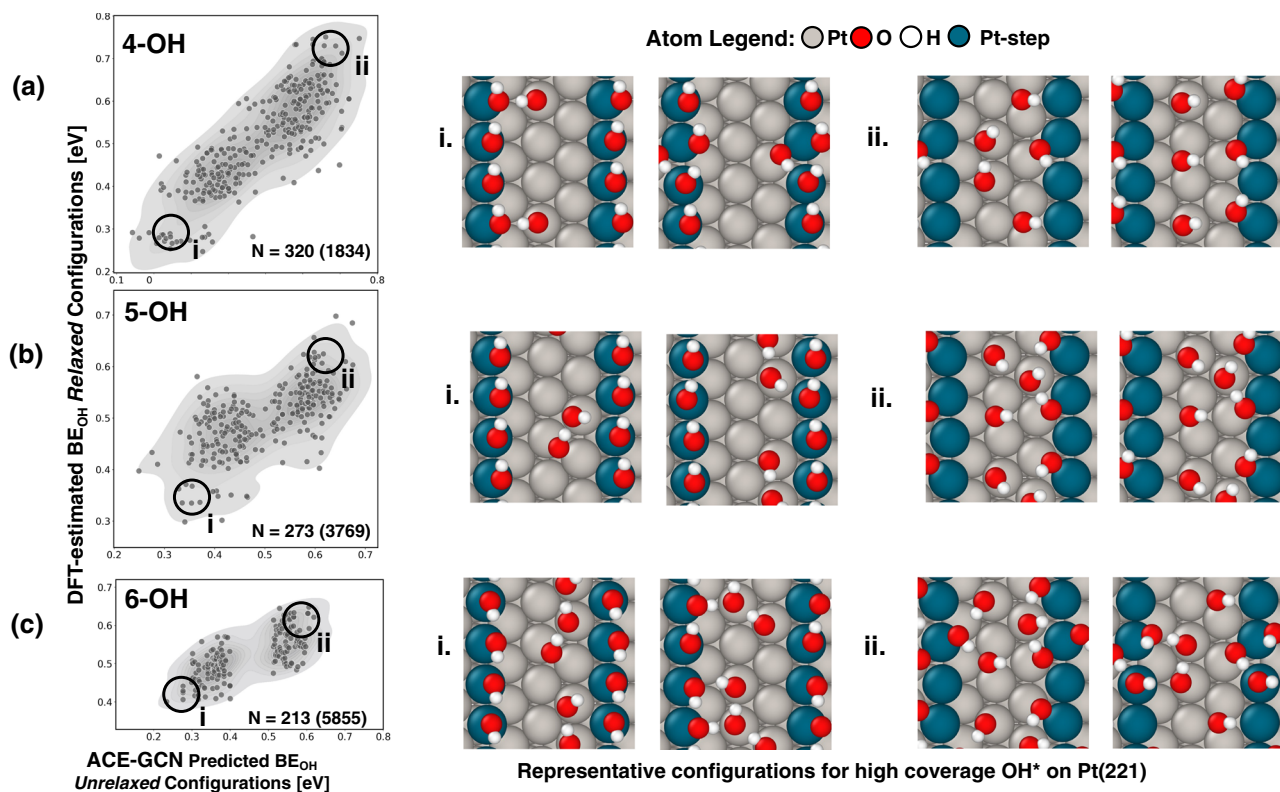 Atom Legend: Pt O H Pt-step
DFT-estimated BE_OH Relaxed Configurations [eV]
(a)
4-OH
0.8
0.7
0.6
0.5
0.4
0.3
0.2
0.1 0 0.8
ii
i
N = 320 (1834)
i.
ii.
(b)
5-OH
0.7
0.6
0.5
0.4
0.3
0.2 0.3 0.4 0.5 0.6 0.7
ii
i
N = 273 (3769)
i.
ii.
(c)
6-OH
0.7
0.6
0.5
0.4
0.2 0.3 0.4 0.5 0.6 0.7 0.8
ii
i
N = 213 (5855)
i.
ii.
ACE-GCN Predicted BE_OH
Unrelaxed Configurations [eV]
Representative configurations for high coverage OH* on Pt(221)